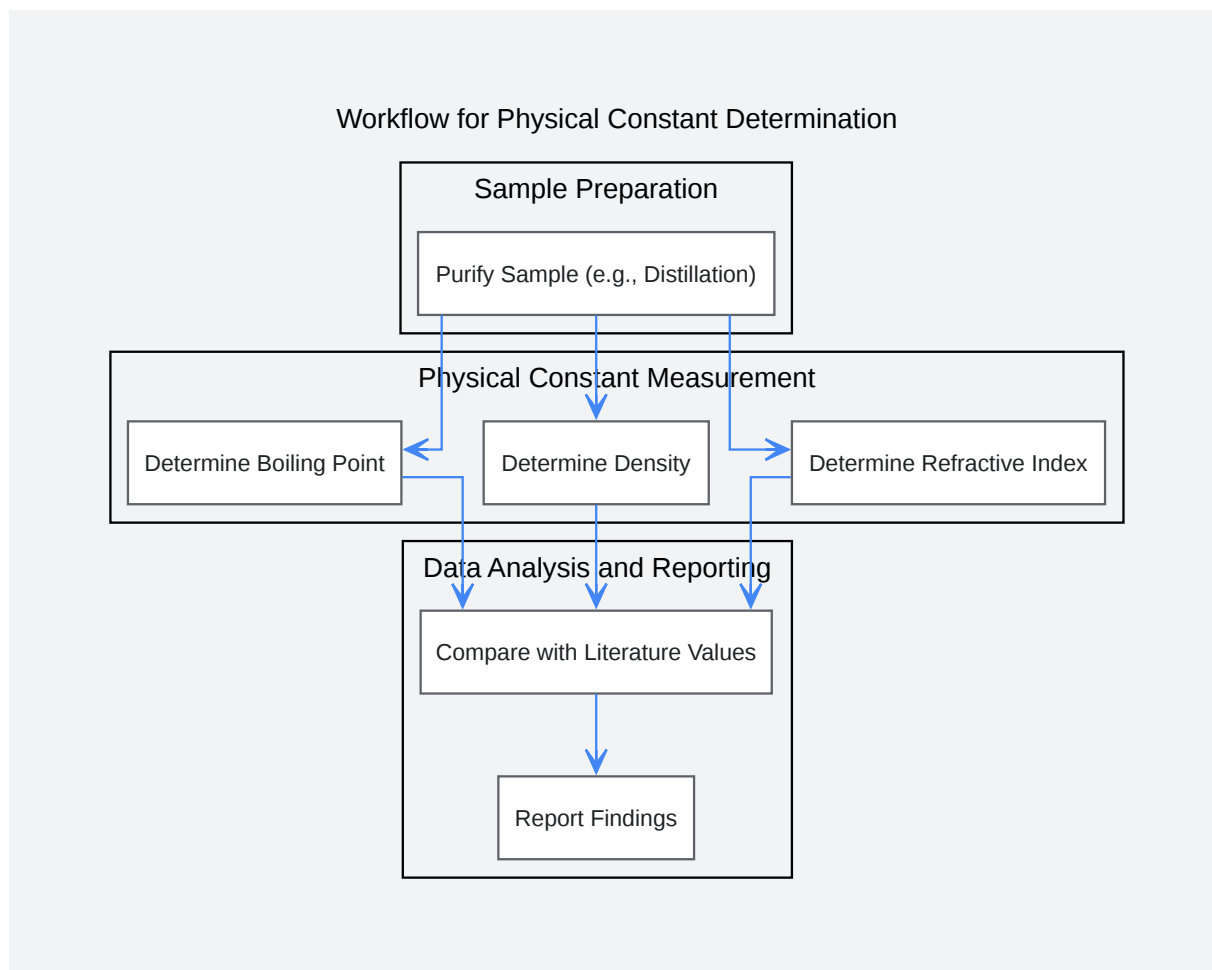 Workflow for Physical Constant Determination
Sample Preparation
Purify Sample (e.g., Distillation)
Physical Constant Measurement
Determine Boiling Point
Determine Density
Determine Refractive Index
Data Analysis and Reporting
Compare with Literature Values
Report Findings